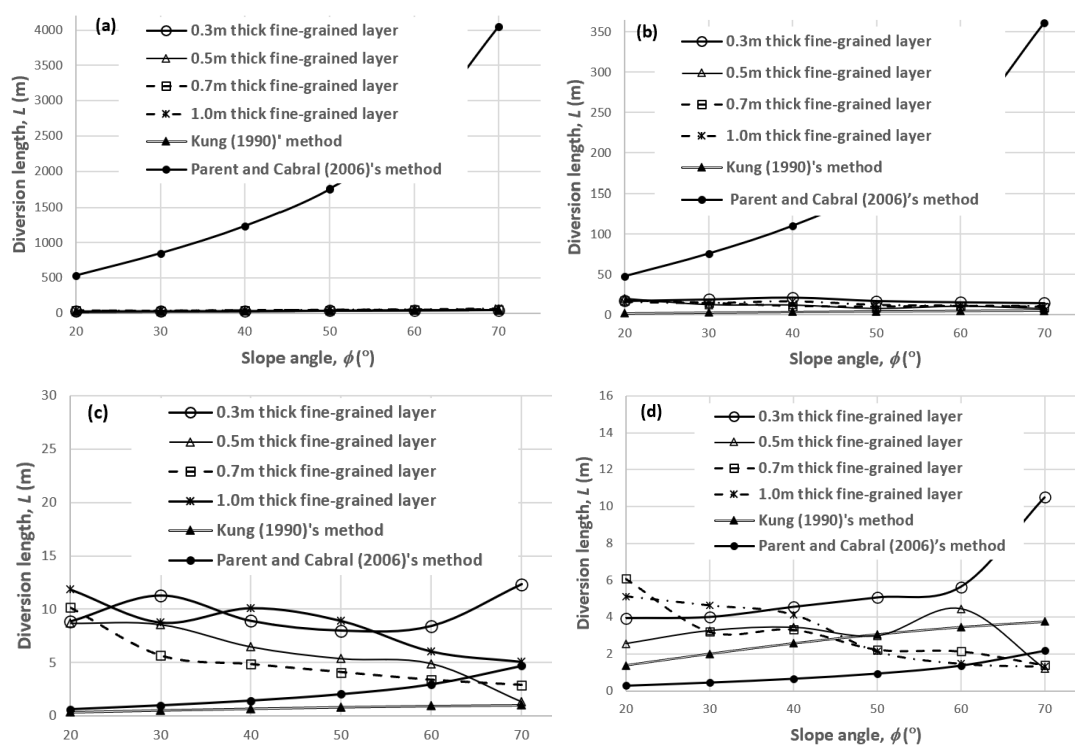 (a)
0.3m thick fine-grained layer
0.5m thick fine-grained layer
0.7m thick fine-grained layer
1.0m thick fine-grained layer
Kung (1990)' method
Parent and Cabral (2006)'s method
Diversion length, L (m)
4000
3500
3000
2500
2000
1500
1000
500
0
20 30 40 50 60 70
Slope angle, ϕ (°)
(b)
0.3m thick fine-grained layer
0.5m thick fine-grained layer
0.7m thick fine-grained layer
1.0m thick fine-grained layer
Kung (1990)'s method
Parent and Cabral (2006)’s method
Diversion length, L (m)
350
300
250
200
150
100
50
0
20 30 40 50 60 70
Slope angle, ϕ (°)
(c)
0.3m thick fine-grained layer
0.5m thick fine-grained layer
0.7m thick fine-grained layer
1.0m thick fine-grained layer
Kung (1990)'s method
Parent and Cabral (2006)'s method
Diversion length, L (m)
30
25
20
15
10
5
0
20 30 40 50 60 70
(d)
0.3m thick fine-grained layer
0.5m thick fine-grained layer
0.7m thick fine-grained layer
1.0m thick fine-grained layer
Kung (1990)'s method
Parent and Cabral (2006)’s method
Diversion length, L (m)
16
14
12
10
8
6
4
2
0
20 30 40 50 60 70
Slope angle, ϕ (°)